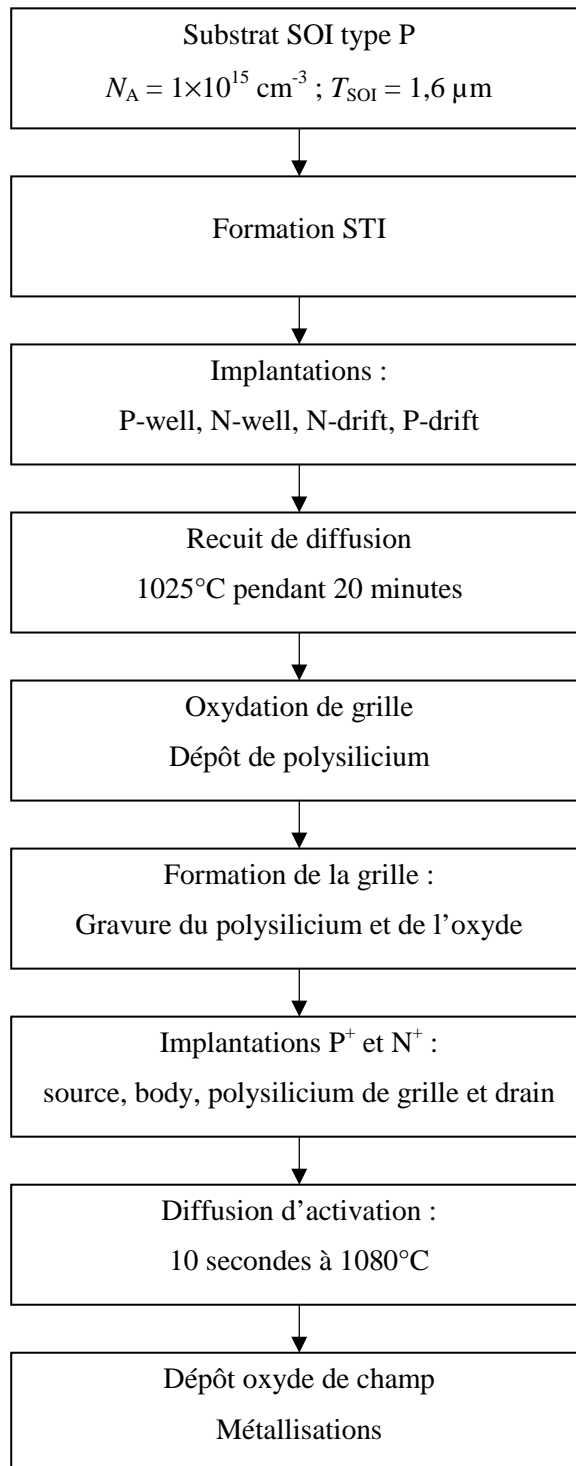 Substrat SOI type P
N_A = 1×10^15 cm^-3 ; T_SOI = 1,6 µm
Formation STI
Implantations :
P-well, N-well, N-drift, P-drift
Recuit de diffusion
1025°C pendant 20 minutes
Oxydation de grille
Dépôt de polysilicium
Formation de la grille :
Gravure du polysilicium et de l’oxyde
Implantations P^+ et N^+ :
source, body, polysilicium de grille et drain
Diffusion d’activation :
10 secondes à 1080°C
Dépôt oxyde de champ
Métallisations